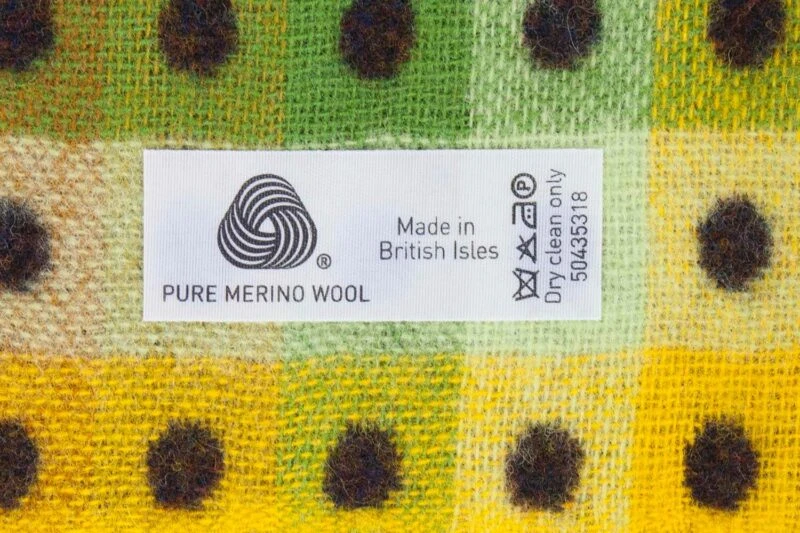 ®
PURE MERINO WOOL
Made in
British Isles
P
Dry clean only
50435318